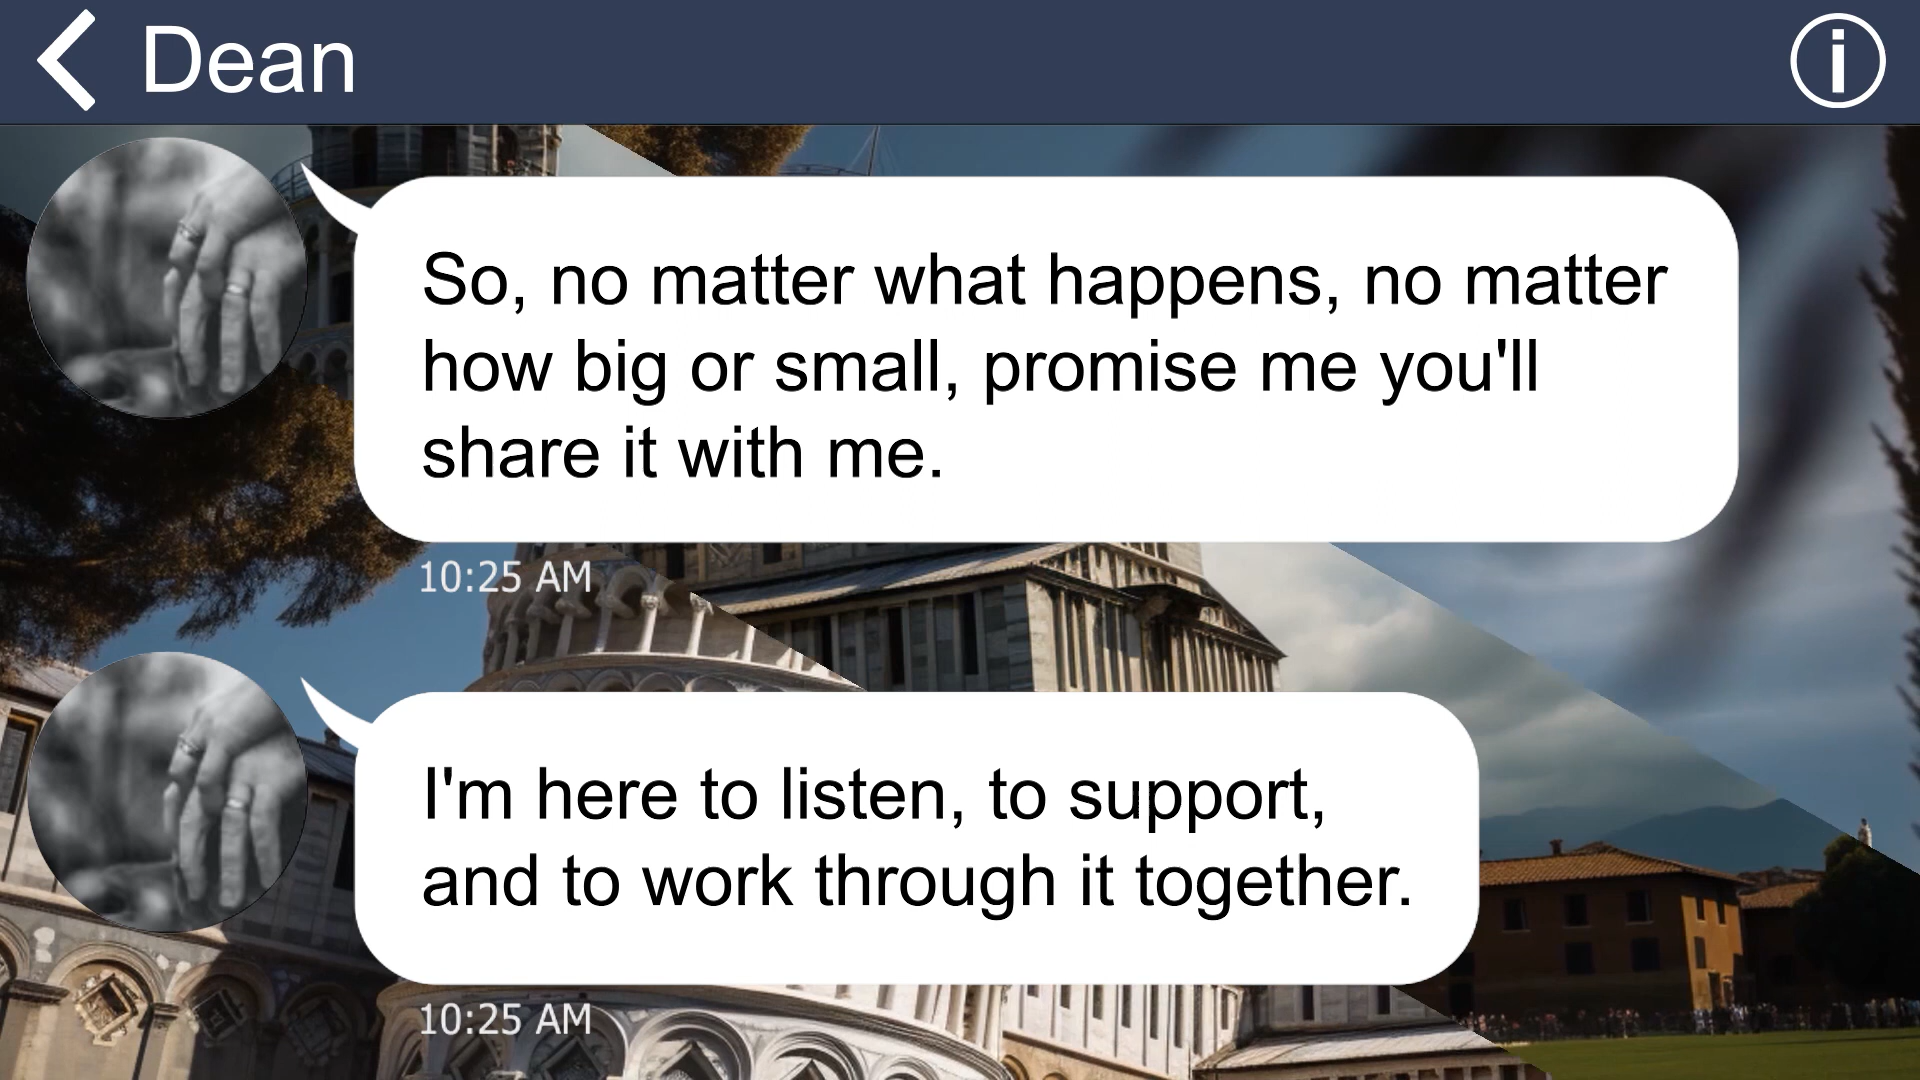 Dean
So, no matter what happens, no matter
how big or small, promise me you'll
share it with me.
10:25 AM
I'm here to listen, to support,
and to work through it together.
10:25 AM